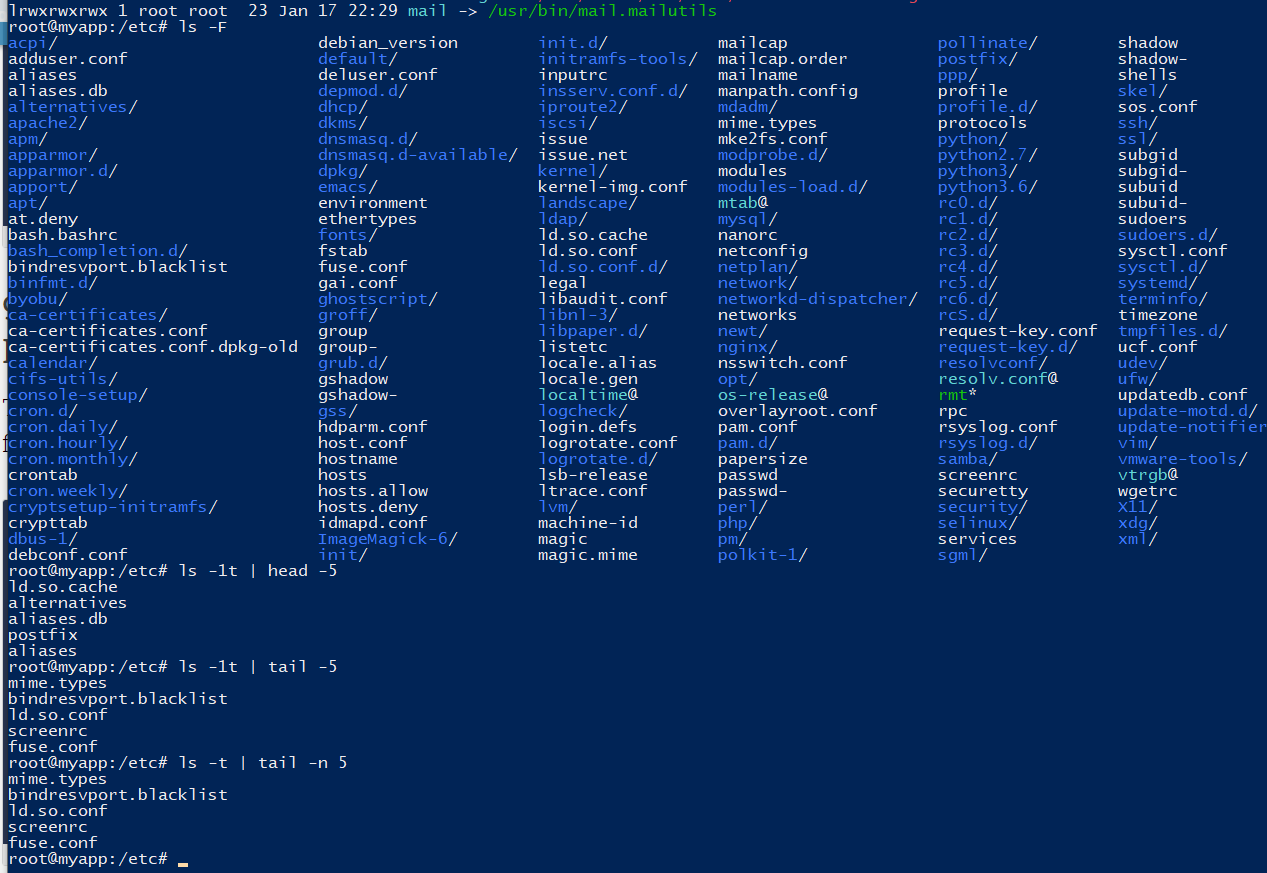 lrwxrwxrwx 1 root root  23 Jan 17 22:29 mail -> /usr/bin/mail.mailutils
root@myapp:/etc# ls -F
acpi/ debian_version init.d/ mailcap pollinate/ shadow
adduser.conf default/ initramfs-tools/ mailcap.order postfix/ shadow-
aliases deluser.conf inputrc mailname ppp/ shells
aliases.db depmod.d/ insserv.conf.d/ manpath.config profile skel/
alternatives/ dhcp/ iproute2/ mdadm/ profile.d/ sos.conf
apache2/ dkms/ iscsi/ mime.types protocols ssh/
apm/ dnsmasq.d/ issue mke2fs.conf python/ ssl/
apparmor/ dnsmasq.d-available/ issue.net modprobe.d/ python2.7/ subgid
apparmor.d/ dpkg/ kernel/ modules python3/ subgid-
apport/ emacs/ kernel-img.conf modules-load.d/ python3.6/ subuid
apt/ environment landscape/ mtab@ rc0.d/ subuid-
at.deny ethertypes ldap/ mysql/ rc1.d/ sudoers
bash.bashrc fonts/ ld.so.cache nanorc rc2.d/ sudoers.d/
bash_completion.d/ fstab ld.so.conf netconfig rc3.d/ sysctl.conf
bindresvport.blacklist fuse.conf ld.so.conf.d/ netplan/ rc4.d/ sysctl.d/
binfmt.d/ gai.conf legal network/ rc5.d/ systemd/
byobu/ ghostscript/ libaudit.conf networkd-dispatcher/ rc6.d/ terminfo/
ca-certificates/ groff/ libnl-3/ networks rcS.d/ timezone
ca-certificates.conf group libpaper.d/ newt/ request-key.conf tmpfiles.d/
ca-certificates.conf.dpkg-old group- listetc nginx/ request-key.d/ ucf.conf
calendar/ grub.d/ locale.alias nsswitch.conf resolvconf/ udev/
cifs-utils/ gshadow locale.gen opt/ resolv.conf@ ufw/
console-setup/ gshadow- localtime@ os-release@ rmt* updatedb.conf
cron.d/ gss/ logcheck/ overlayroot.conf rpc update-motd.d/
cron.daily/ hdparm.conf login.defs pam.conf rsyslog.conf update-notifier
cron.hourly/ host.conf logrotate.conf pam.d/ rsyslog.d/ vim/
cron.monthly/ hostname logrotate.d/ papersize samba/ vmware-tools/
crontab hosts lsb-release passwd screenrc vtrgb@
cron.weekly/ hosts.allow ltrace.conf passwd- securetty wgetrc
cryptsetup-initramfs/ hosts.deny lvm/ perl/ security/ X11/
crypttab idmapd.conf machine-id php/ selinux/ xdg/
dbus-1/ ImageMagick-6/ magic pm/ services xml/
debconf.conf init/ magic.mime polkit-1/ sgml/
root@myapp:/etc# ls -1t | head -5
ld.so.cache
alternatives
aliases.db
postfix
aliases
root@myapp:/etc# ls -1t | tail -5
mime.types
bindresvport.blacklist
ld.so.conf
screenrc
fuse.conf
root@myapp:/etc# ls -t | tail -n 5
mime.types
bindresvport.blacklist
ld.so.conf
screenrc
fuse.conf
root@myapp:/etc#